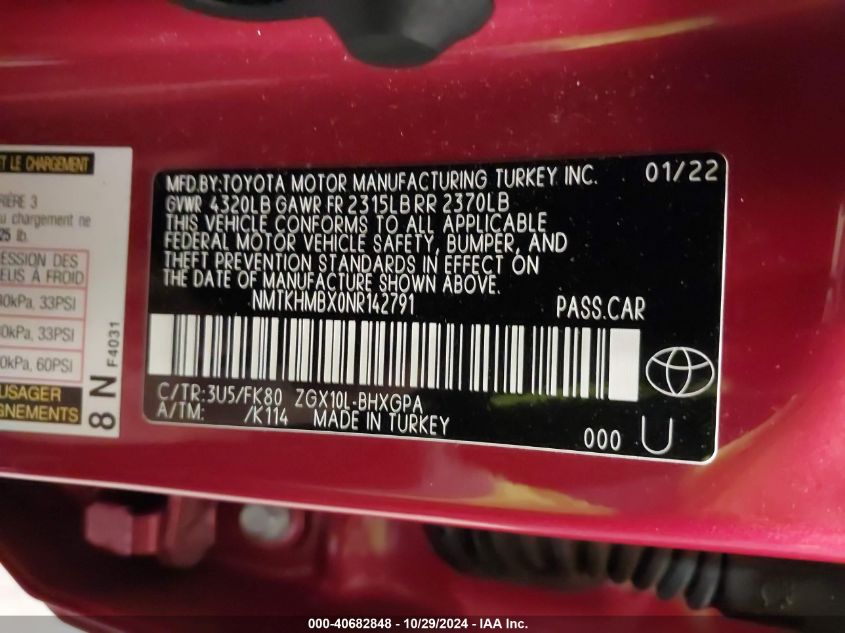 ET LE CHARGEMENT
RIÈRE 3
u chargement ne
25 lb.
ESSION DES
EUS À FROID
kPa, 33PSI
kPa, 33PSI
0kPa, 60PSI
USAGER
GNEMENTS
8 N
F4031
MFD.BY:TOYOTA MOTOR MANUFACTURING TURKEY INC. 01/22
GVWR 4320LB GAWR FR 2315LB RR 2370LB
THIS VEHICLE CONFORMS TO ALL APPLICABLE
FEDERAL MOTOR VEHICLE SAFETY, BUMPER, AND
THEFT PREVENTION STANDARDS IN EFFECT ON
THE DATE OF MANUFACTURE SHOWN ABOVE.
NMTKHMBX0NR142791 PASS.CAR
C/TR:3U5/FK80 ZGX10L-BHXGPA
A/TM: /K114 MADE IN TURKEY
000 U
000-40682848 - 10/29/2024 - IAA Inc.